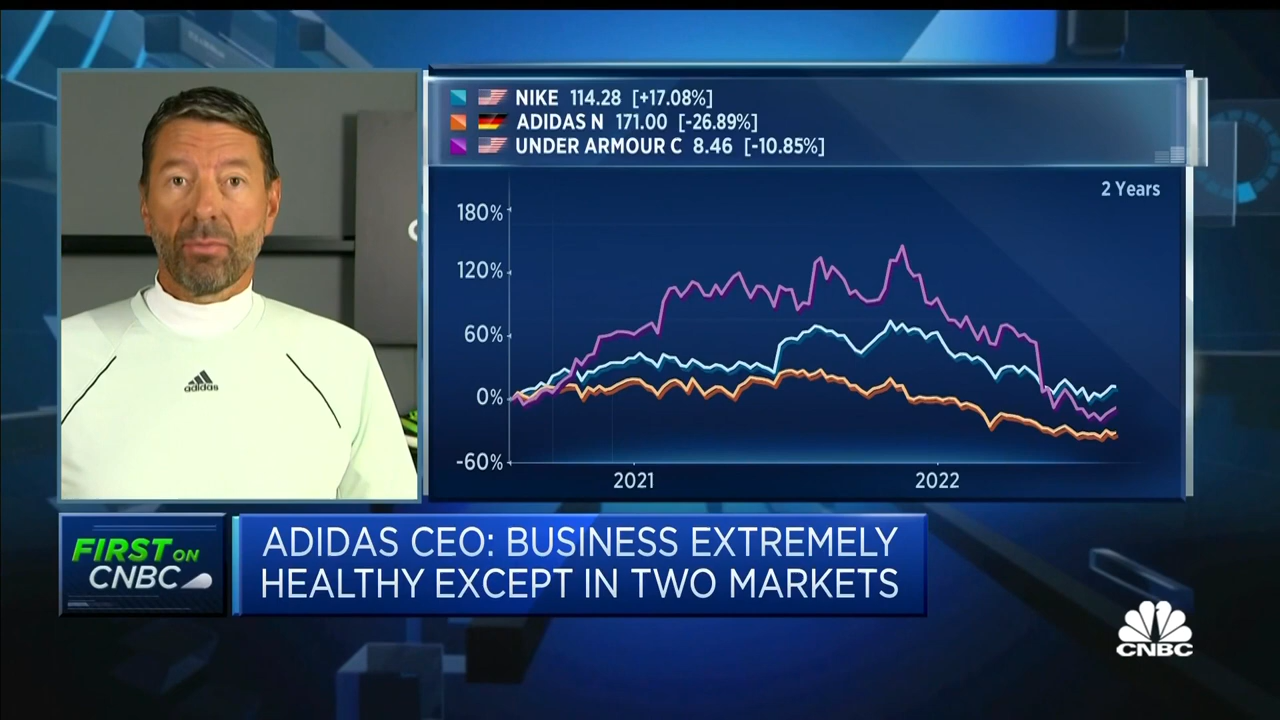 NIKE 114.28 [+17.08%]
ADIDAS N 171.00 [-26.89%]
UNDER ARMOUR C 8.46 [-10.85%]
2 Years
180%
120%
60%
0%
-60%
2021
2022
adidas
FIRST ON
CNBC
ADIDAS CEO: BUSINESS EXTREMELY
HEALTHY EXCEPT IN TWO MARKETS
CNBC